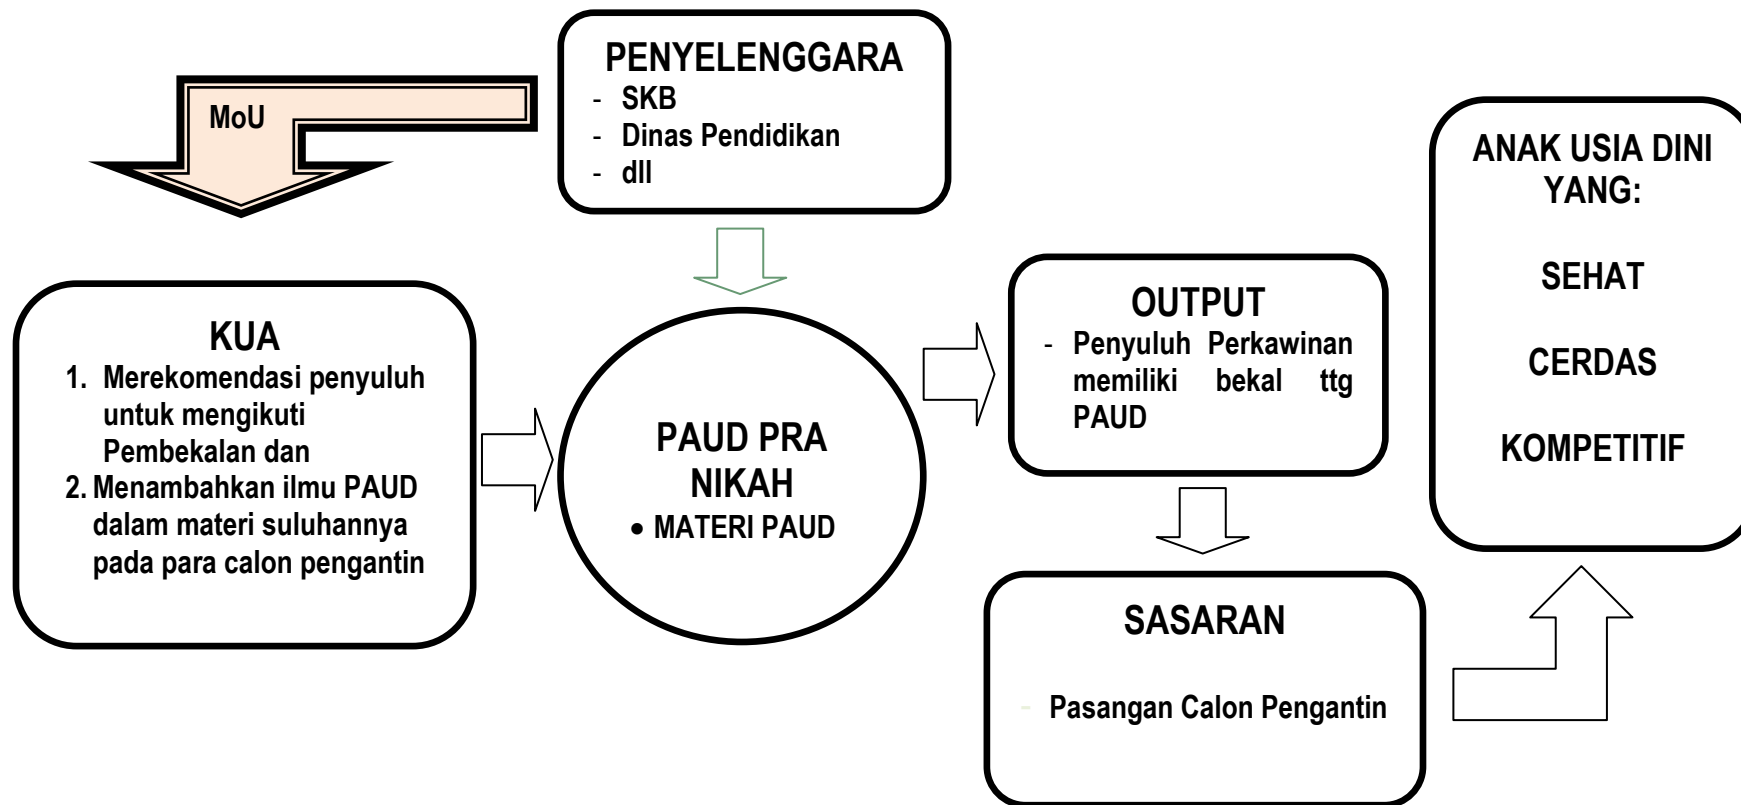 PENYELENGGARA
- SKB
- Dinas Pendidikan
- dll
MoU
KUA
1. Merekomendasi penyuluh
untuk mengikuti
Pembekalan dan
2. Menambahkan ilmu PAUD
dalam materi suluhannya
pada para calon pengantin
PAUD PRA
NIKAH
• MATERI PAUD
OUTPUT
- Penyuluh Perkawinan
memiliki bekal ttg
PAUD
SASARAN
- Pasangan Calon Pengantin
ANAK USIA DINI
YANG:
SEHAT
CERDAS
KOMPETITIF